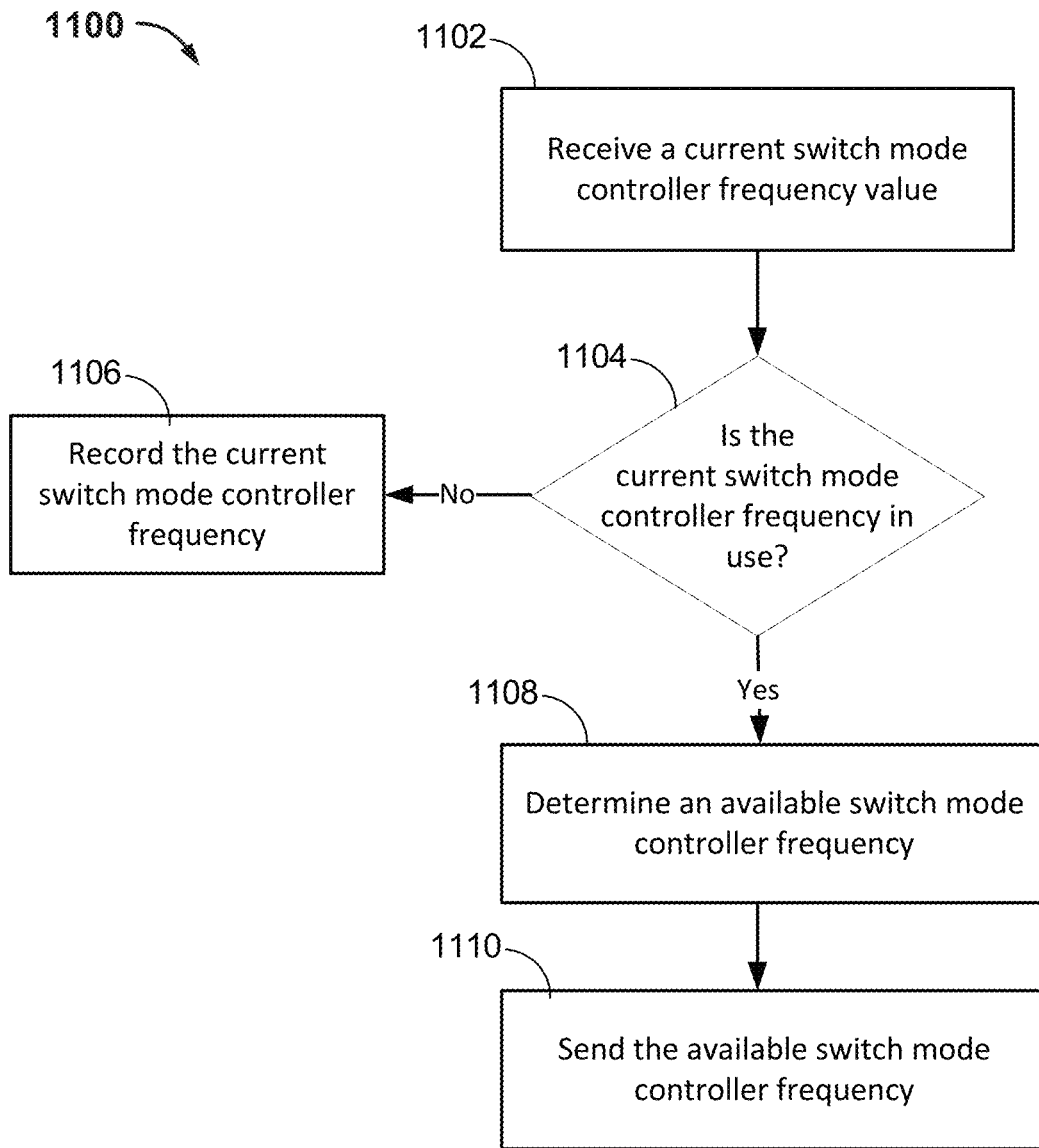 1100
1102
Receive a current switch mode
controller frequency value
1104
Is the
current switch mode
controller frequency in
use?
1106
Record the current
switch mode controller
frequency
No
Yes
1108
Determine an available switch mode
controller frequency
1110
Send the available switch mode
controller frequency